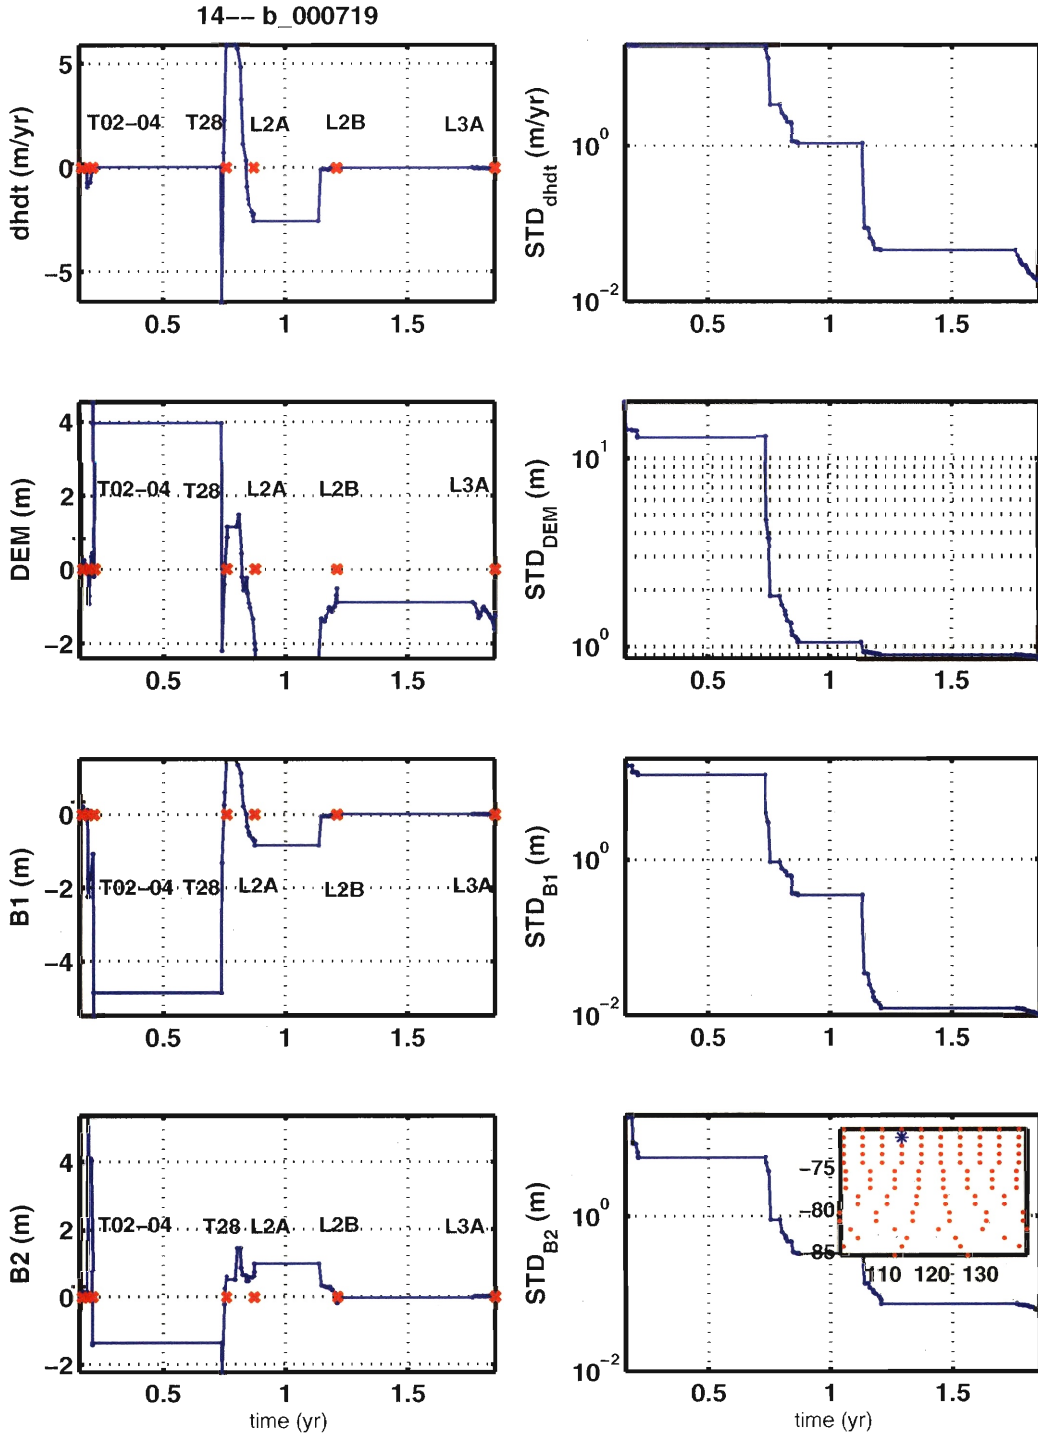 14-- b_000719
dhdt (m/yr)
5
0
-5
T02-04 T28 L2A L2B L3A
0.5 1 1.5
STD_dhdt (m/yr)
10^0
10^-2
0.5 1 1.5
DEM (m)
4
2
0
-2
T02-04 T28 L2A L2B L3A
0.5 1 1.5
STD_DEM (m)
10^1
10^0
0.5 1 1.5
B1 (m)
0
-2
-4
T02-04 T28 L2A L2B L3A
0.5 1 1.5
STD_B1 (m)
10^0
10^-2
0.5 1 1.5
B2 (m)
4
2
0
-2
T02-04 T28 L2A L2B L3A
0.5 1 1.5
time (yr)
STD_B2 (m)
10^0
10^-2
-75
-80
85
110 120 130
0.5 1 1.5
time (yr)